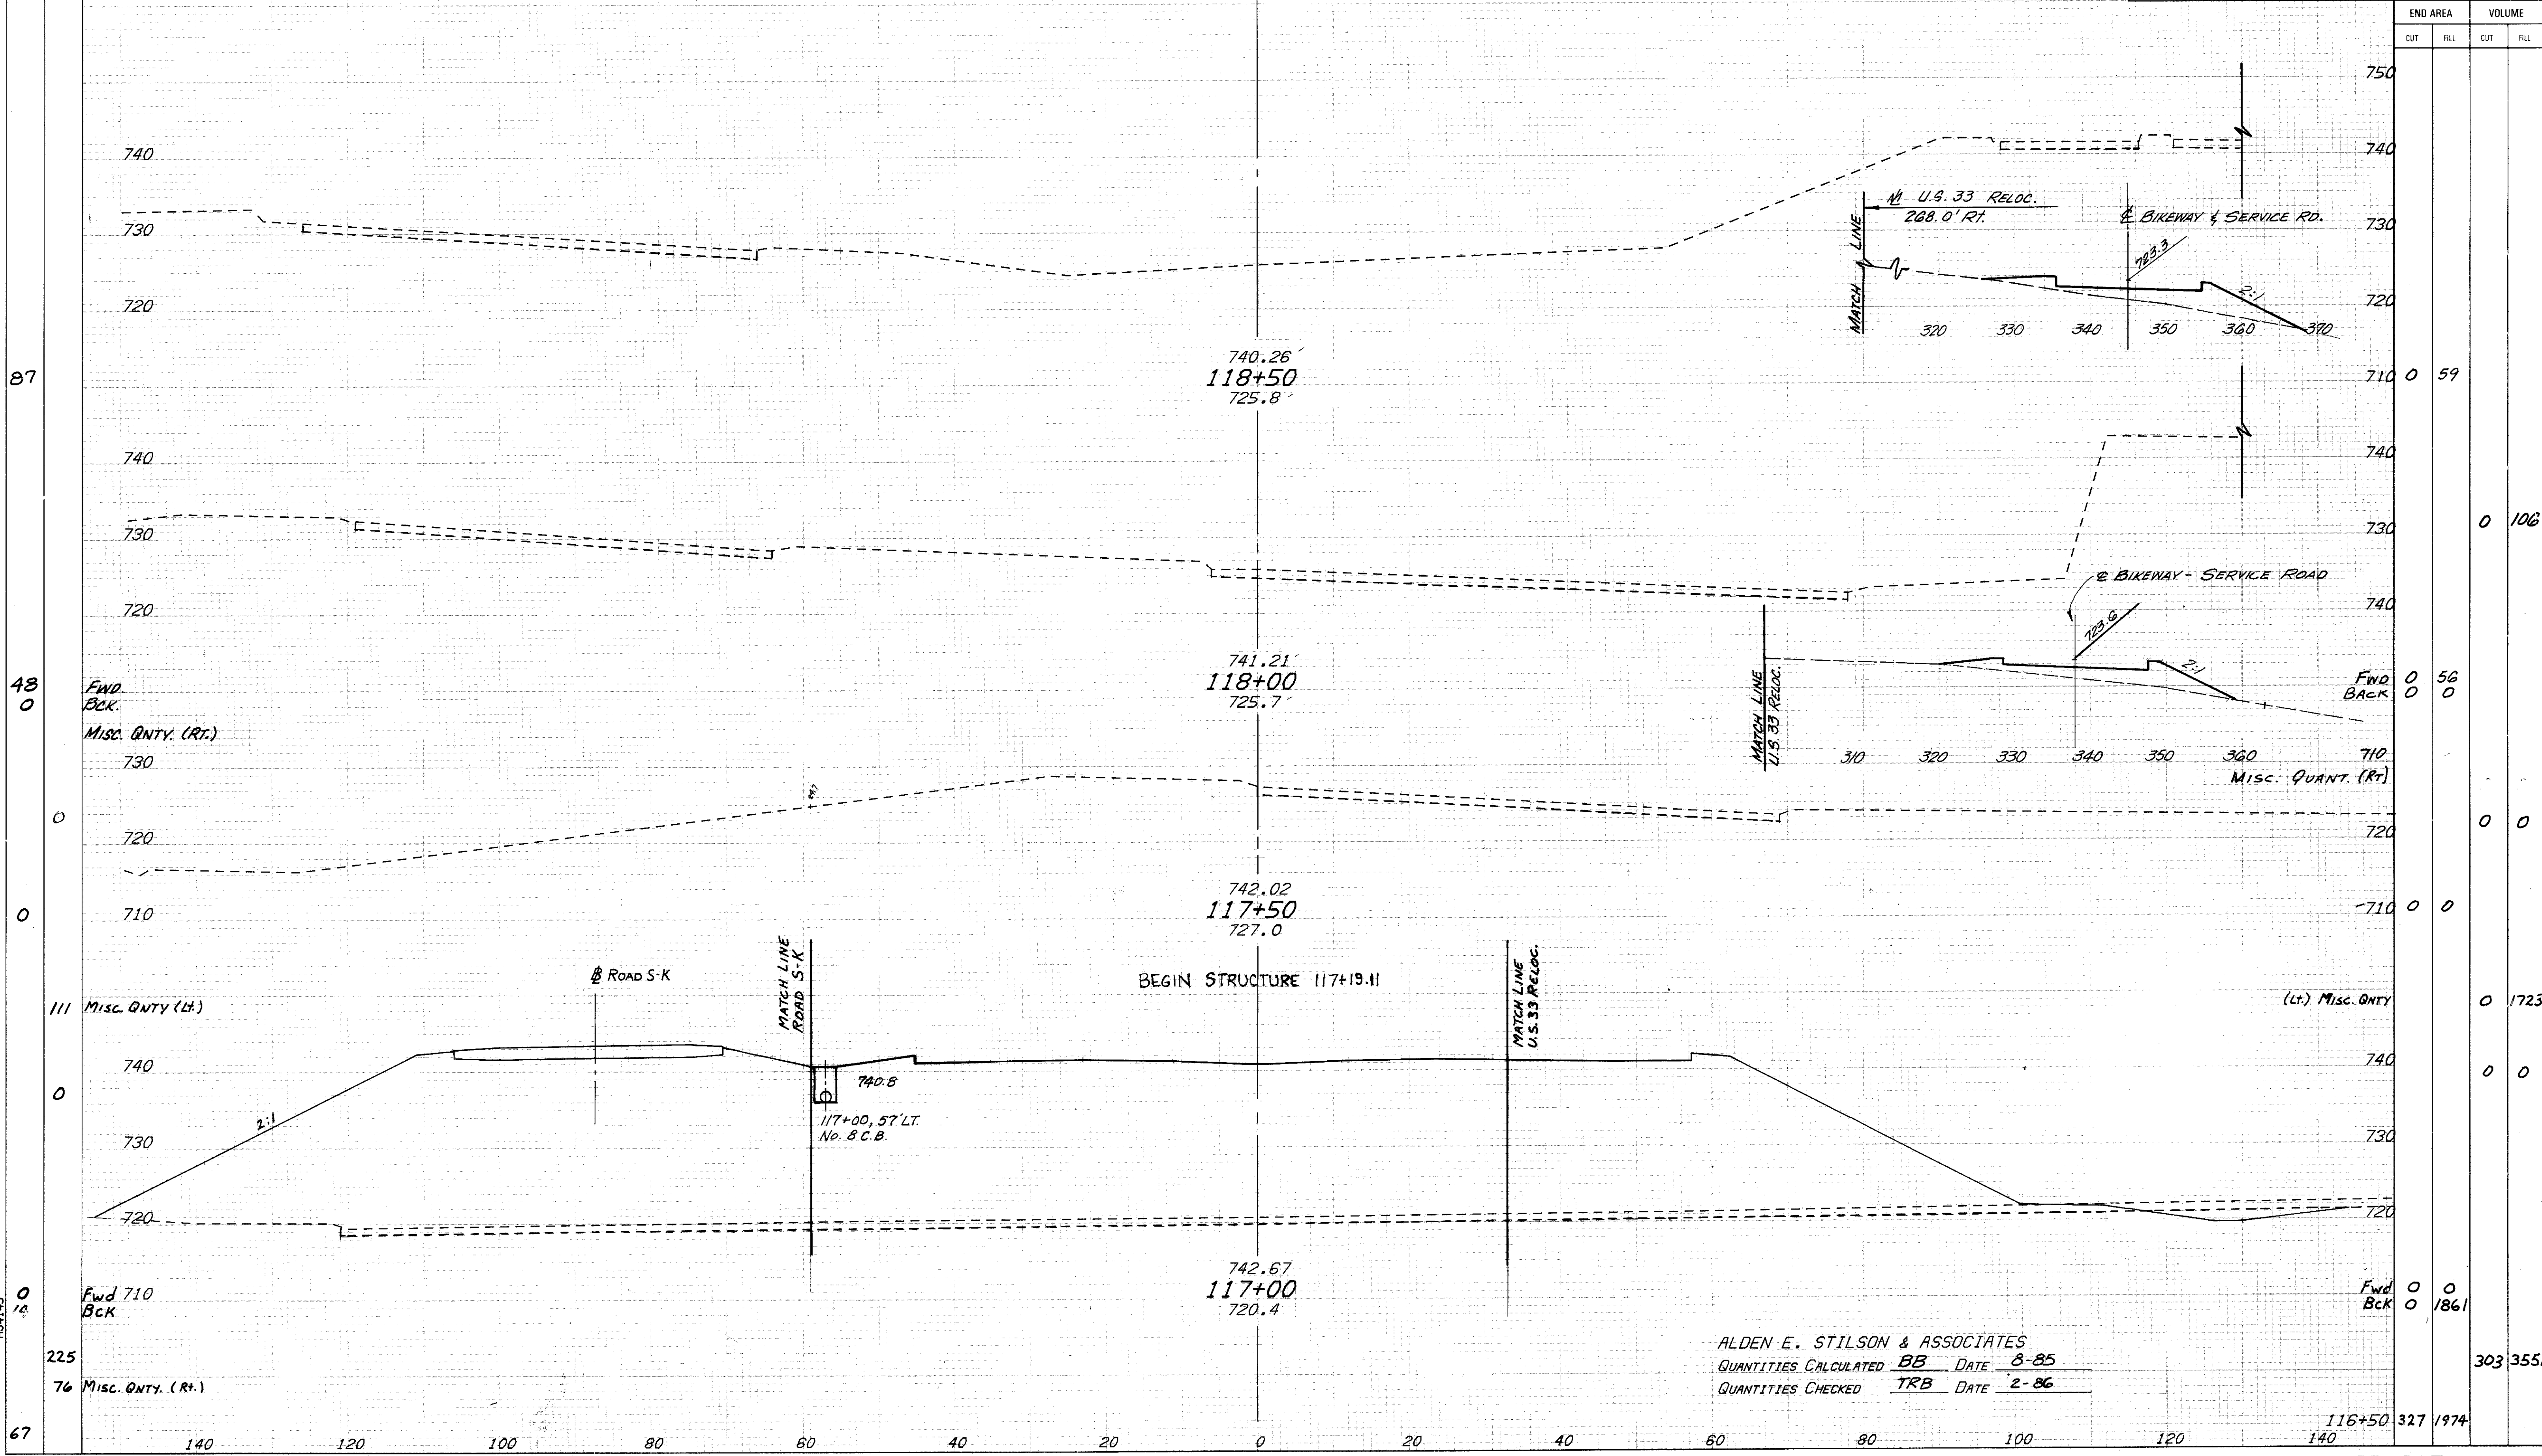 END AREA VOLUME
CUT FILL CUT FILL
750
740 740
N U.S. 33 RELOC.
268.0' Rt.
MATCH LINE
℄ BIKEWAY & SERVICE RD.
730 730
723.3
2:1
720 720
320 330 340 350 360 370
740.26
118+50
725.8
87 710 0 59
740 740
730 730
0 106
℄ BIKEWAY - SERVICE ROAD
720 740
723.6
2:1
741.21
118+00
725.7
48 FWD. FWD 0 56
0 BCK. BACK 0 0
MISC. QNTY. (RT.)
MATCH LINE
U.S. 33 RELOC.
730
310 320 330 340 350 360 710
MISC. QUANT. (RT)
0 0 0
720 720
742.02
117+50
727.0
0 710 710 0 0
℄ ROAD S-K
MATCH LINE
ROAD S-K
BEGIN STRUCTURE 117+19.11
MATCH LINE
U.S. 33 RELOC.
111 MISC. QNTY (Lt.) (Lt.) MISC. QNTY 0 1723
740 740
0 0
740.8
0
117+00, 57' LT.
No. 8 C.B.
2:1
730 730
720 720
742.67
117+00
720.4
0 Fwd 710 Fwd 0 0
14 BCK BCK 0 1861
ALDEN E. STILSON & ASSOCIATES
QUANTITIES CALCULATED BB DATE 8-85
QUANTITIES CHECKED TRB DATE 2-86
225 303 355
76 MISC. QNTY. (Rt.)
116+50 327 1974
67
140 120 100 80 60 40 20 0 20 40 60 80 100 120 140